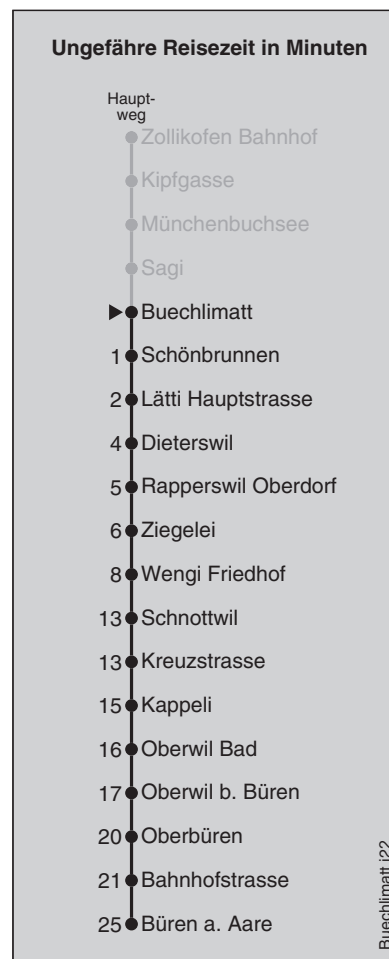 Ungefähre Reisezeit in Minuten
Haupt-
weg
Zollikofen Bahnhof
Kipfgasse
Münchenbuchsee
Sagi
Buechlimatt
1 Schönbrunnen
2 Lätti Hauptstrasse
4 Dieterswil
5 Rapperswil Oberdorf
6 Ziegelei
8 Wengi Friedhof
13 Schnottwil
13 Kreuzstrasse
15 Kappeli
16 Oberwil Bad
17 Oberwil b. Büren
20 Oberbüren
21 Bahnhofstrasse
25 Büren a. Aare
Buechlimatt j22